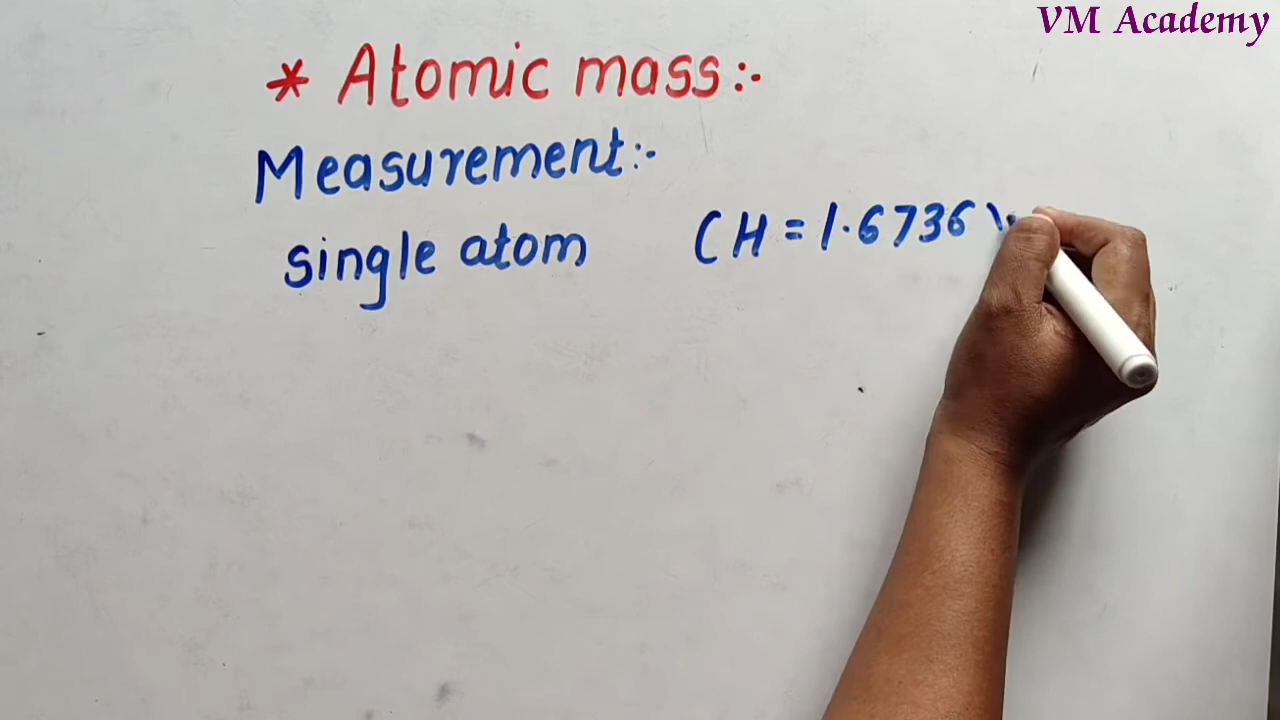 VM Academy
* Atomic mass:-
Measurement:-
single atom (H = 1.6736